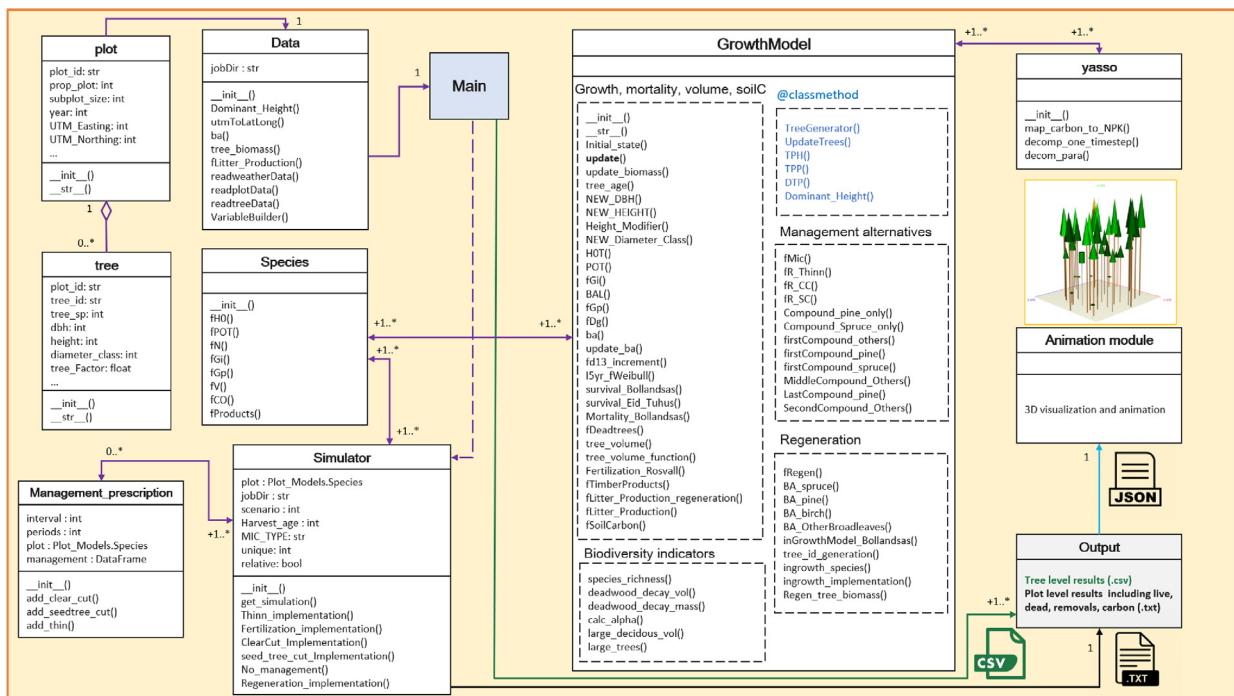 plot
plot_id: str
prop_plot: int
subplot_size: int
year: int
UTM_Easting: int
UTM_Northing: int
...
__init__()
__str__()
1
1
0..*
tree
plot_id: str
tree_id: str
tree_sp: int
dbh: int
height: int
diameter_class: int
tree_Factor: float
...
__init__()
__str__()
Data
jobDir : str
__init__()
Dominant_Height()
utmToLatLong()
ba()
tree_biomass()
fLitter_Production()
readweatherData()
readplotData()
readtreeData()
VariableBuilder()
1
Main
Species
__init__()
fH0()
fPOT()
fN()
fGi()
fGp()
fV()
fCO()
fProducts()
+1..*
+1..*
+1..*
+1..*
Simulator
plot : Plot_Models.Species
jobDir : str
scenario : int
Harvest_age : int
MIC_TYPE: str
unique: int
relative: bool
__init__()
get_simulation()
Thinn_implementation()
Fertilization_implementation()
ClearCut_Implementation()
seed_tree_cut_Implementation()
No_management()
Regeneration_implementation()
0..*
+1..*
Management_prescription
interval : int
periods : int
plot : Plot_Models.Species
management : DataFrame
__init__()
add_clear_cut()
add_seedtree_cut()
add_thin()
GrowthModel
Growth, mortality, volume, soilC
__init__()
__str__()
Initial_state()
update()
update_biomass()
tree_age()
NEW_DBH()
NEW_HEIGHT()
Height_Modifier()
NEW_Diameter_Class()
H0T()
POT()
fGi()
BAL()
fGp()
fDg()
ba()
update_ba()
fd13_increment()
I5yr_fWeibull()
survival_Bollandsas()
survival_Eid_Tuhus()
Mortality_Bollandsas()
fDeadtrees()
tree_volume()
tree_volume_function()
Fertilization_Rosvall()
fTimberProducts()
fLitter_Production_regeneration()
fLitter_Production()
fSoilCarbon()
Biodiversity indicators
species_richness()
deadwood_decay_vol()
deadwood_decay_mass()
calc_alpha()
large_decidous_vol()
large_trees()
@classmethod
TreeGenerator()
UpdateTrees()
TPH()
TPP()
DTP()
Dominant_Height()
Management alternatives
fMic()
fR_Thinn()
fR_CC()
fR_SC()
Compound_pine_only()
Compound_Spruce_only()
firstCompound_others()
firstCompound_pine()
firstCompound_spruce()
MiddleCompound_Others()
LastCompound_pine()
SecondCompound_Others()
Regeneration
fRegen()
BA_spruce()
BA_pine()
BA_birch()
BA_OtherBroadleaves()
inGrowthModel_Bollandsas()
tree_id_generation()
ingrowth_species()
ingrowth_implementation()
Regen_tree_biomass()
+1..*
+1..*
yasso
__init__()
map_carbon_to_NPK()
decomp_one_timestep()
decom_para()
Animation module
3D visualization and animation
1
JSON
Output
Tree level results (.csv)
Plot level results including live,
dead, removals, carbon (.txt)
+1..*
1
CSV
.TXT